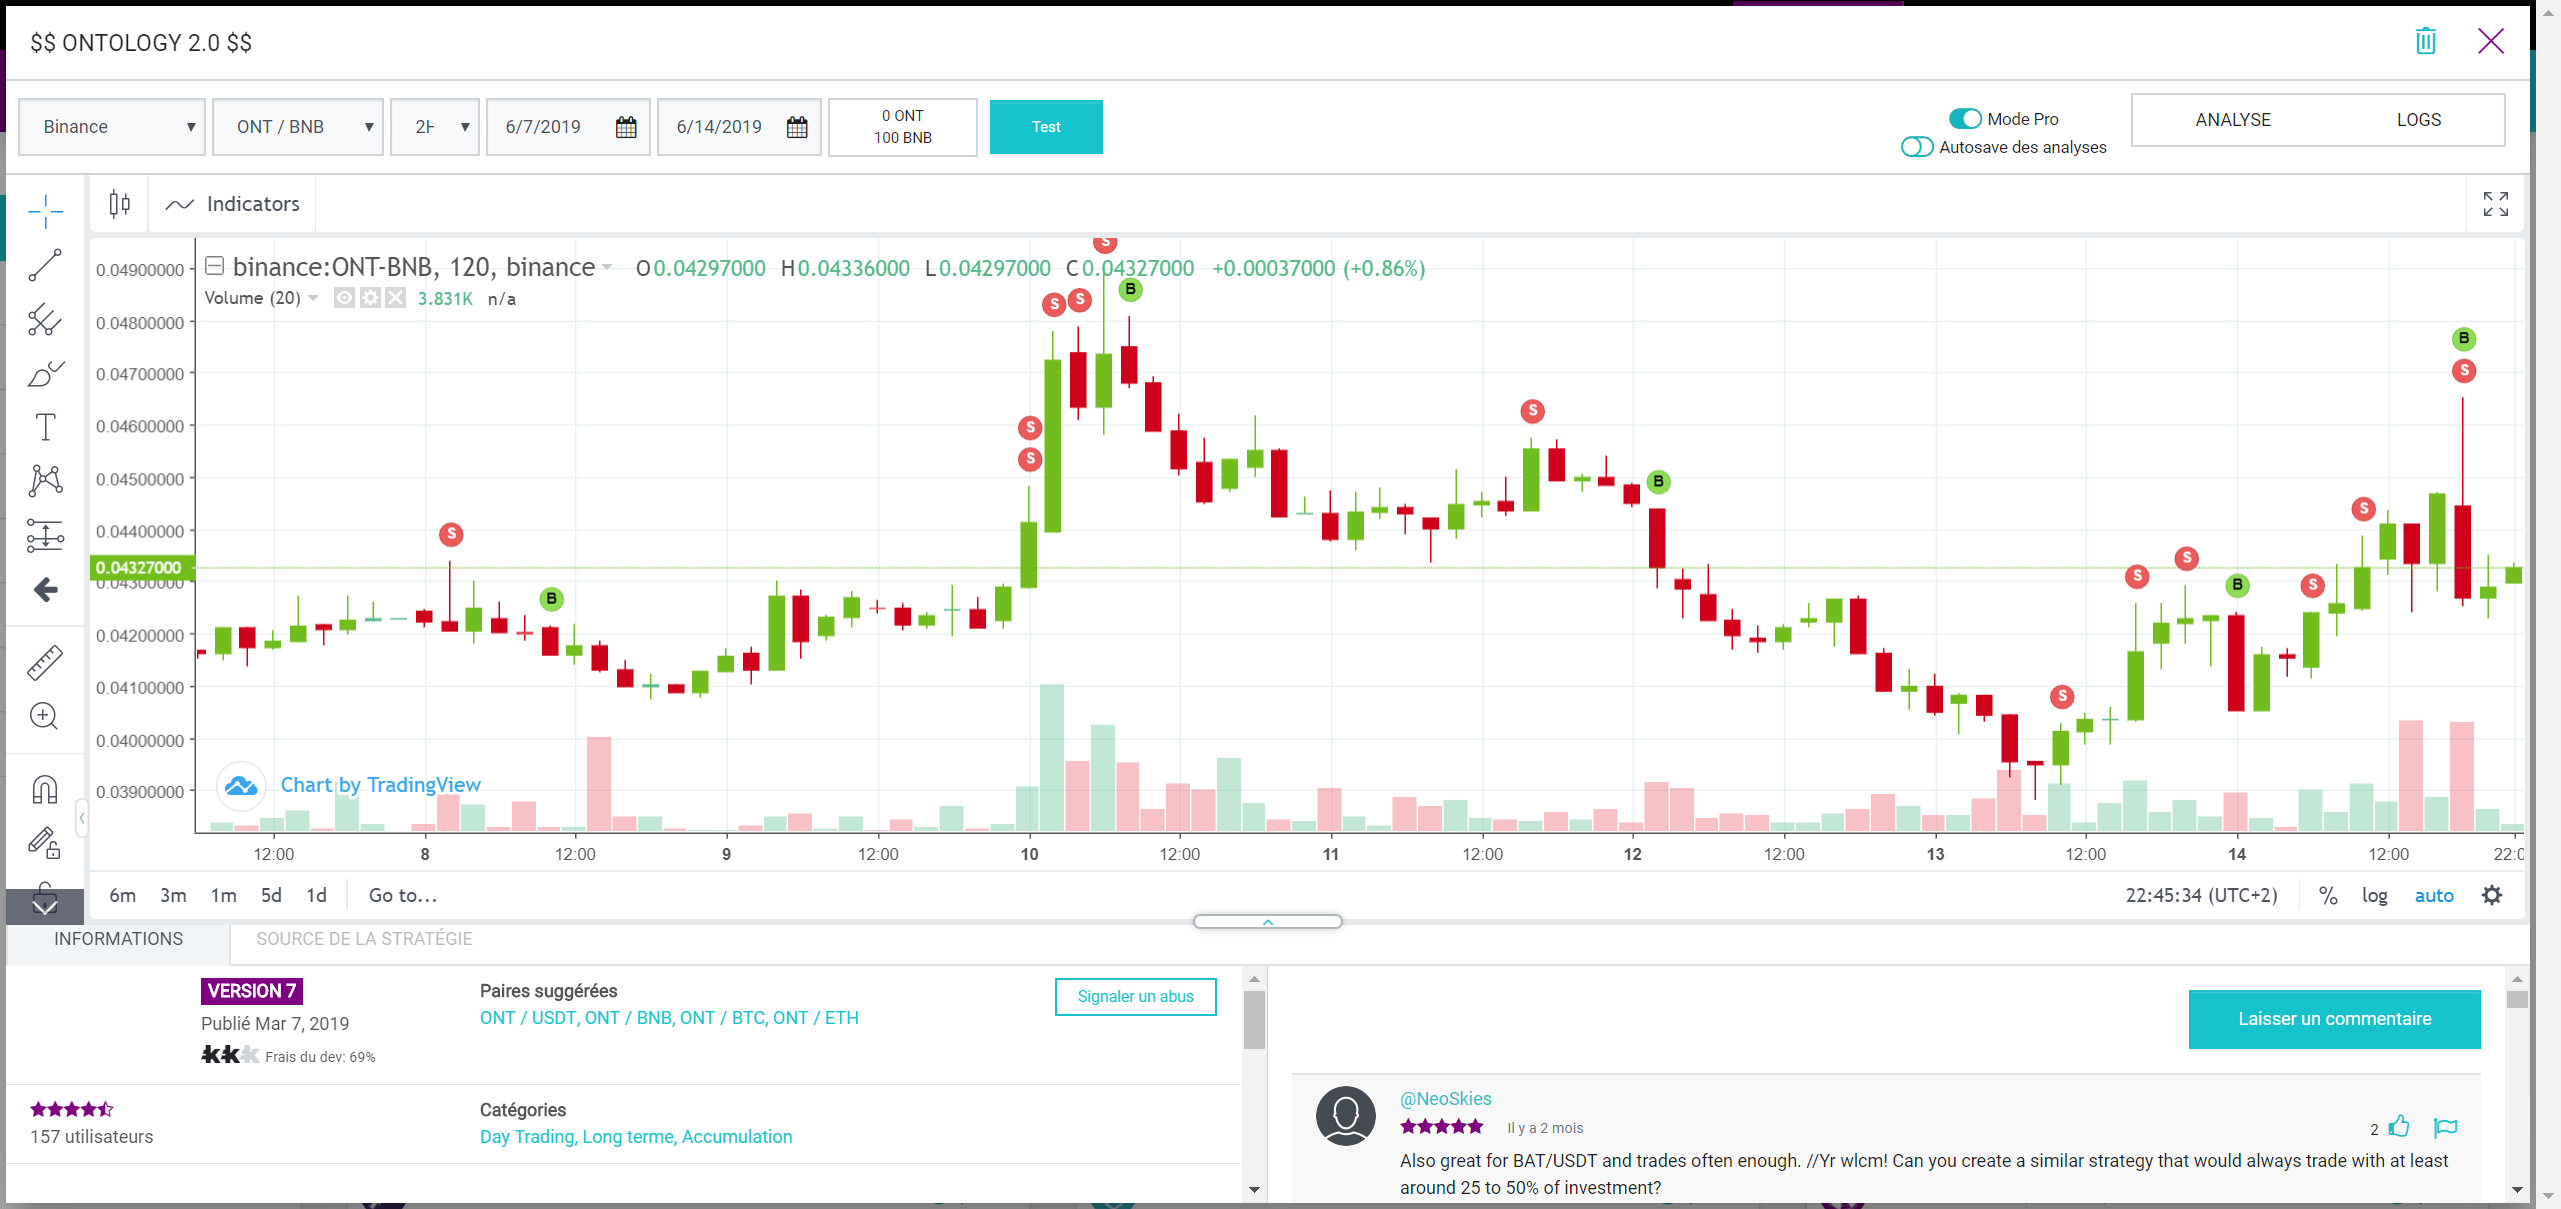 $$ ONTOLOGY 2.0 $$
Binance
ONT / BNB
6/7/2019
6/14/2019
0 ONT
100 BNB
Test
Mode Pro
Autosave des analyses
ANALYSE
LOGS
Indicators
binance:ONT-BNB, 120, binance O0.04297000 H0.04336000 L0.04297000 C0.04327000 +0.00037000 (+0.86%)
Volume (20) 3.831K n/a
0.04900000
0.04800000
0.04700000
0.04600000
0.04500000
0.04400000
0.04327000
0.04300000
0.04200000
0.04100000
0.04000000
0.03900000
S
S S B
S
S
S
B
S
B
S
S
B
S
S
B
S
B
S
S
Chart by TradingView
12:00 8 12:00 9 12:00 10 12:00 11 12:00 12 12:00 13 12:00 14 12:00
6m 3m 1m 5d 1d Go to...
22:45:34 (UTC+2) % log auto
INFORMATIONS
SOURCE DE LA STRATÉGIE
VERSION 7
Publié Mar 7, 2019
Frais du dev: 69%
Paires suggérées
ONT / USDT, ONT / BNB, ONT / BTC, ONT / ETH
Signaler un abus
157 utilisateurs
Catégories
Day Trading, Long terme, Accumulation
Laisser un commentaire
@NeoSkies
Il y a 2 mois
2
Also great for BAT/USDT and trades often enough. //Yr wlcm! Can you create a similar strategy that would always trade with at least
around 25 to 50% of investment?